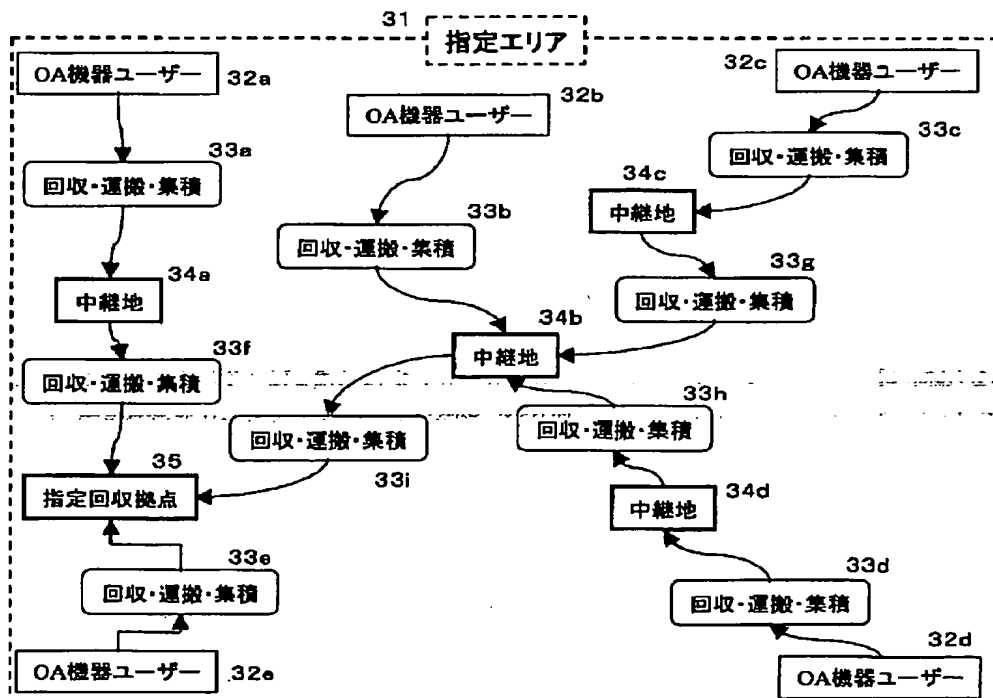 31
指定エリア
OA機器ユーザー
32a
32b
OA機器ユーザー
32c
OA機器ユーザー
33a
回収・運搬・集積
33b
回収・運搬・集積
33c
回収・運搬・集積
34c
中継地
34a
中継地
33g
回収・運搬・集積
34b
中継地
33f
回収・運搬・集積
33h
回収・運搬・集積
回収・運搬・集積
33i
35
指定回収拠点
34d
中継地
33e
回収・運搬・集積
33d
回収・運搬・集積
OA機器ユーザー
32e
32d
OA機器ユーザー